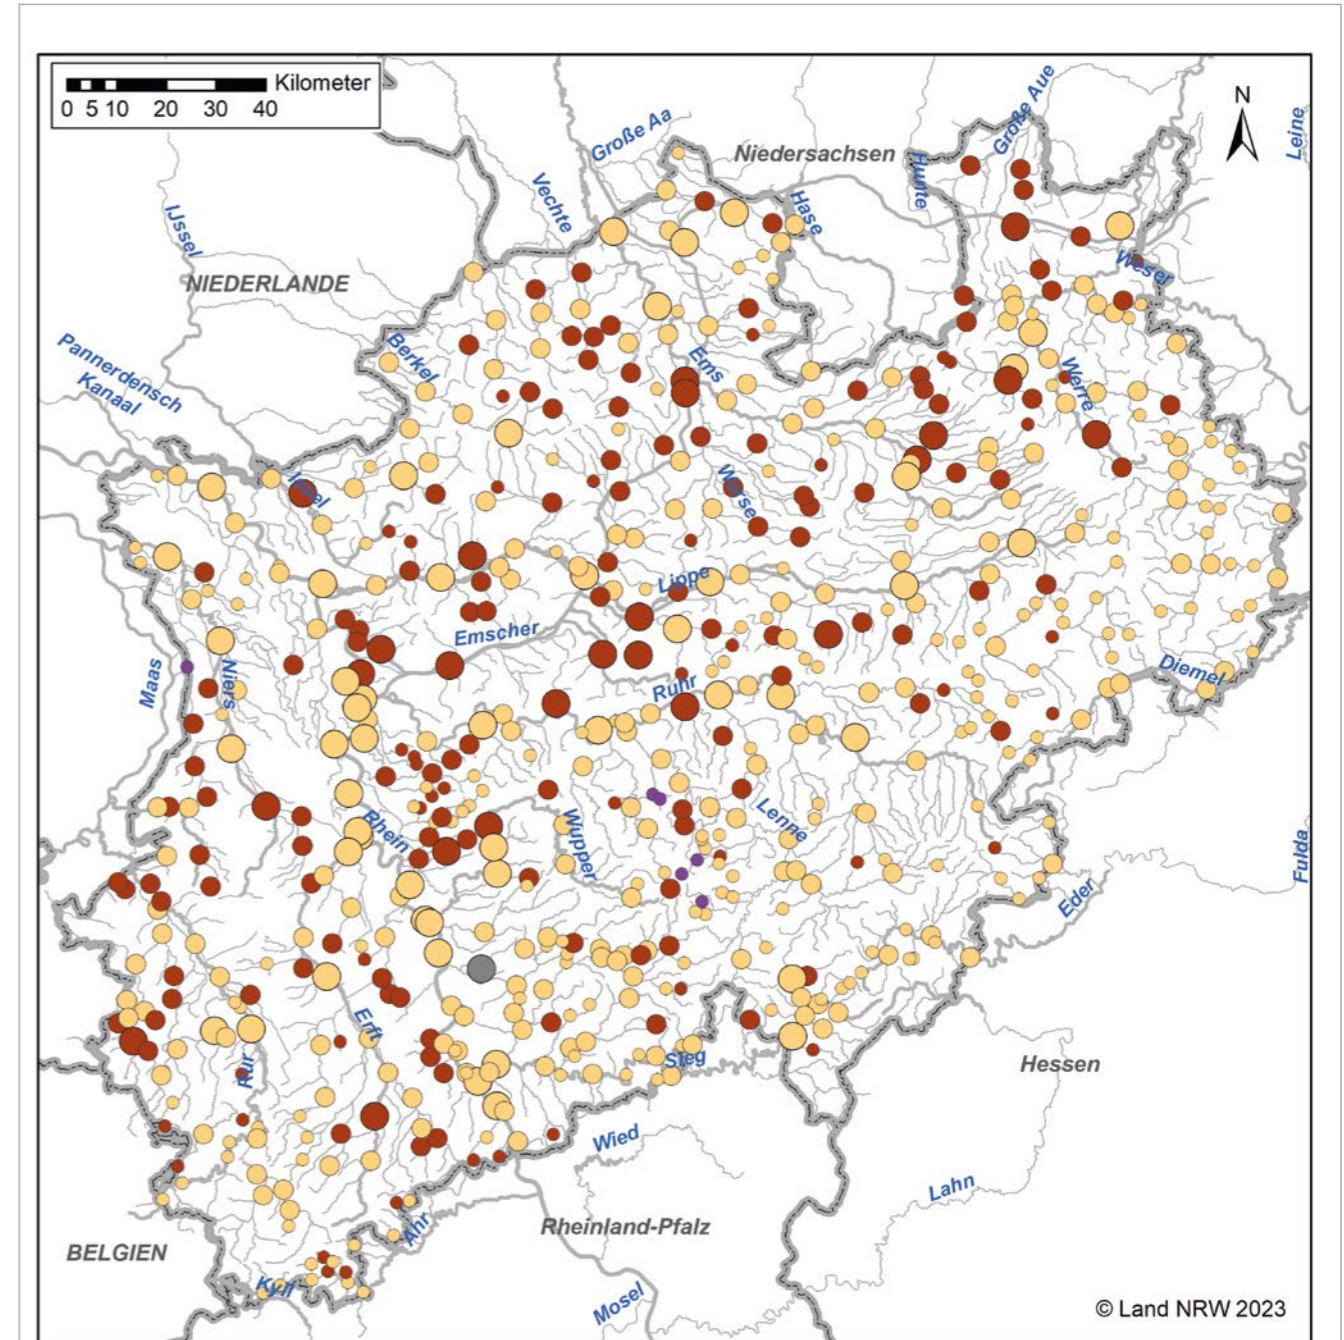 Kilometer
0 5 10 20 30 40
N
Große Aue
Leine
Große Aa
Niedersachsen
Hunte
Vechte
Hase
IJssel
Weser
NIEDERLANDE
Pannerdensch
Kanaal
Berkel
Ems
Werre
Issel
Werse
Lippe
Emscher
Maas
Niers
Ruhr
Diemel
Rhein
Wupper
Lenne
Fulda
Eder
Erft
Rur
Sieg
Hessen
Wied
Lahn
Ahr
Rheinland-Pfalz
BELGIEN
Kyll
Mosel
© Land NRW 2023